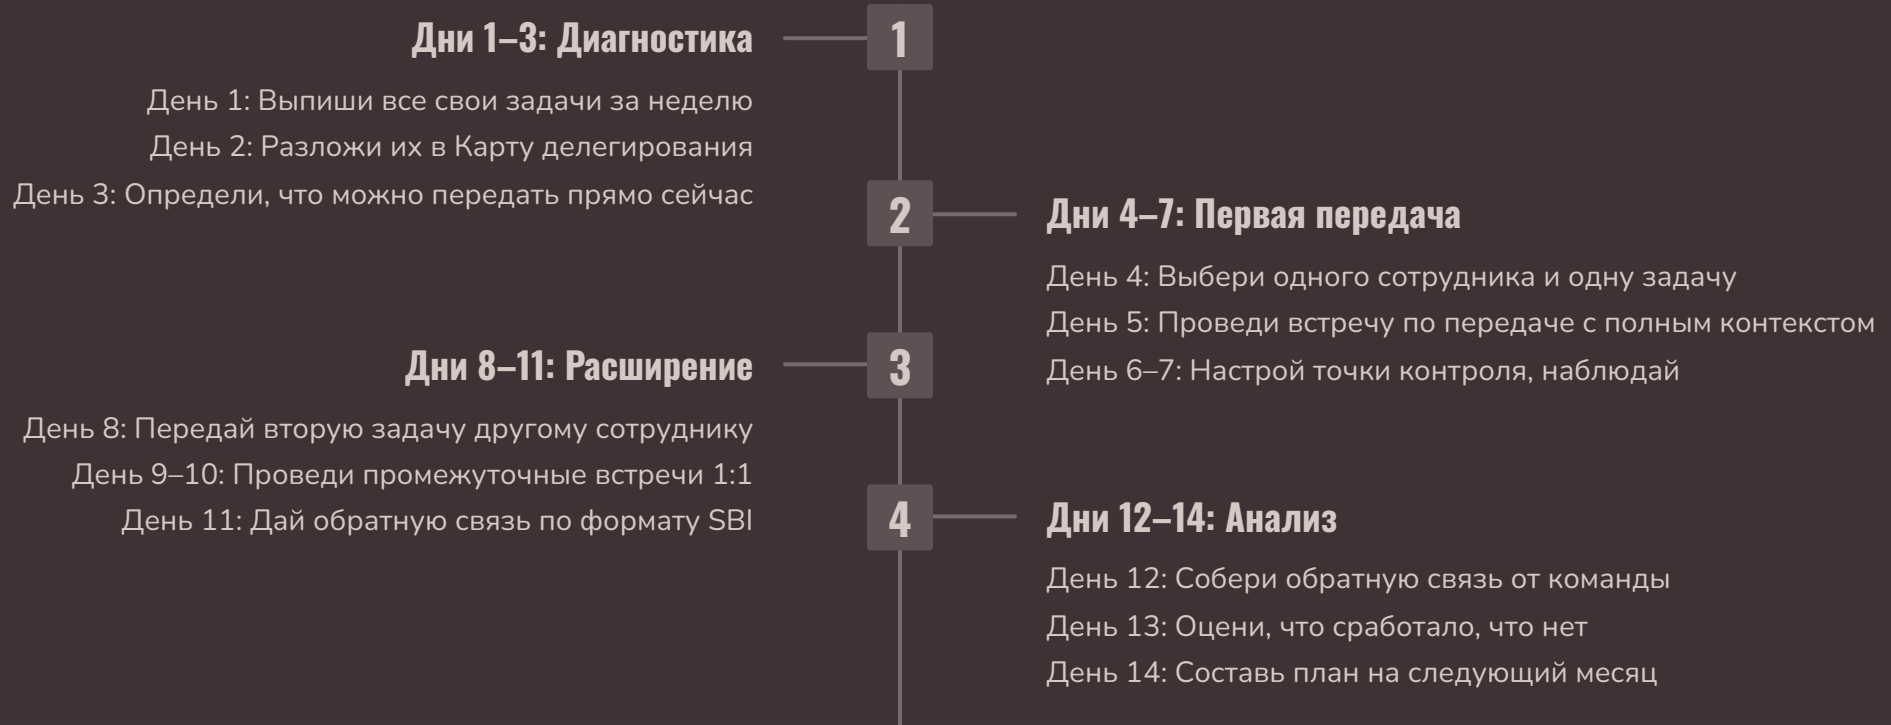 1
Дни 1–3: Диагностика
День 1: Выпиши все свои задачи за неделю
День 2: Разложи их в Карту делегирования
День 3: Определи, что можно передать прямо сейчас
2
Дни 4–7: Первая передача
День 4: Выбери одного сотрудника и одну задачу
День 5: Проведи встречу по передаче с полным контекстом
День 6–7: Настрой точки контроля, наблюдай
3
Дни 8–11: Расширение
День 8: Передай вторую задачу другому сотруднику
День 9–10: Проведи промежуточные встречи 1:1
День 11: Дай обратную связь по формату SBI
4
Дни 12–14: Анализ
День 12: Собери обратную связь от команды
День 13: Оцени, что сработало, что нет
День 14: Составь план на следующий месяц